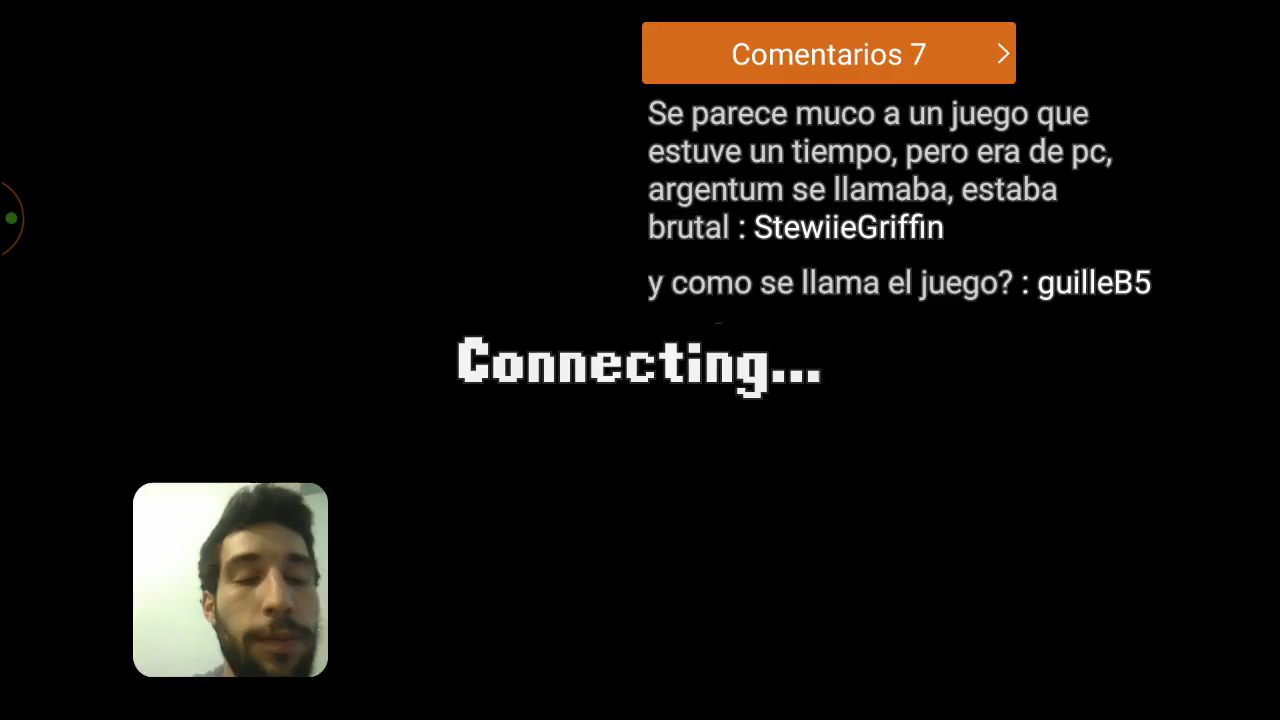 Comentarios 7
Se parece muco a un juego que
estuve un tiempo, pero era de pc,
argentum se llamaba, estaba
brutal : StewiieGriffin
y como se llama el juego? : guilleB5
Connecting...